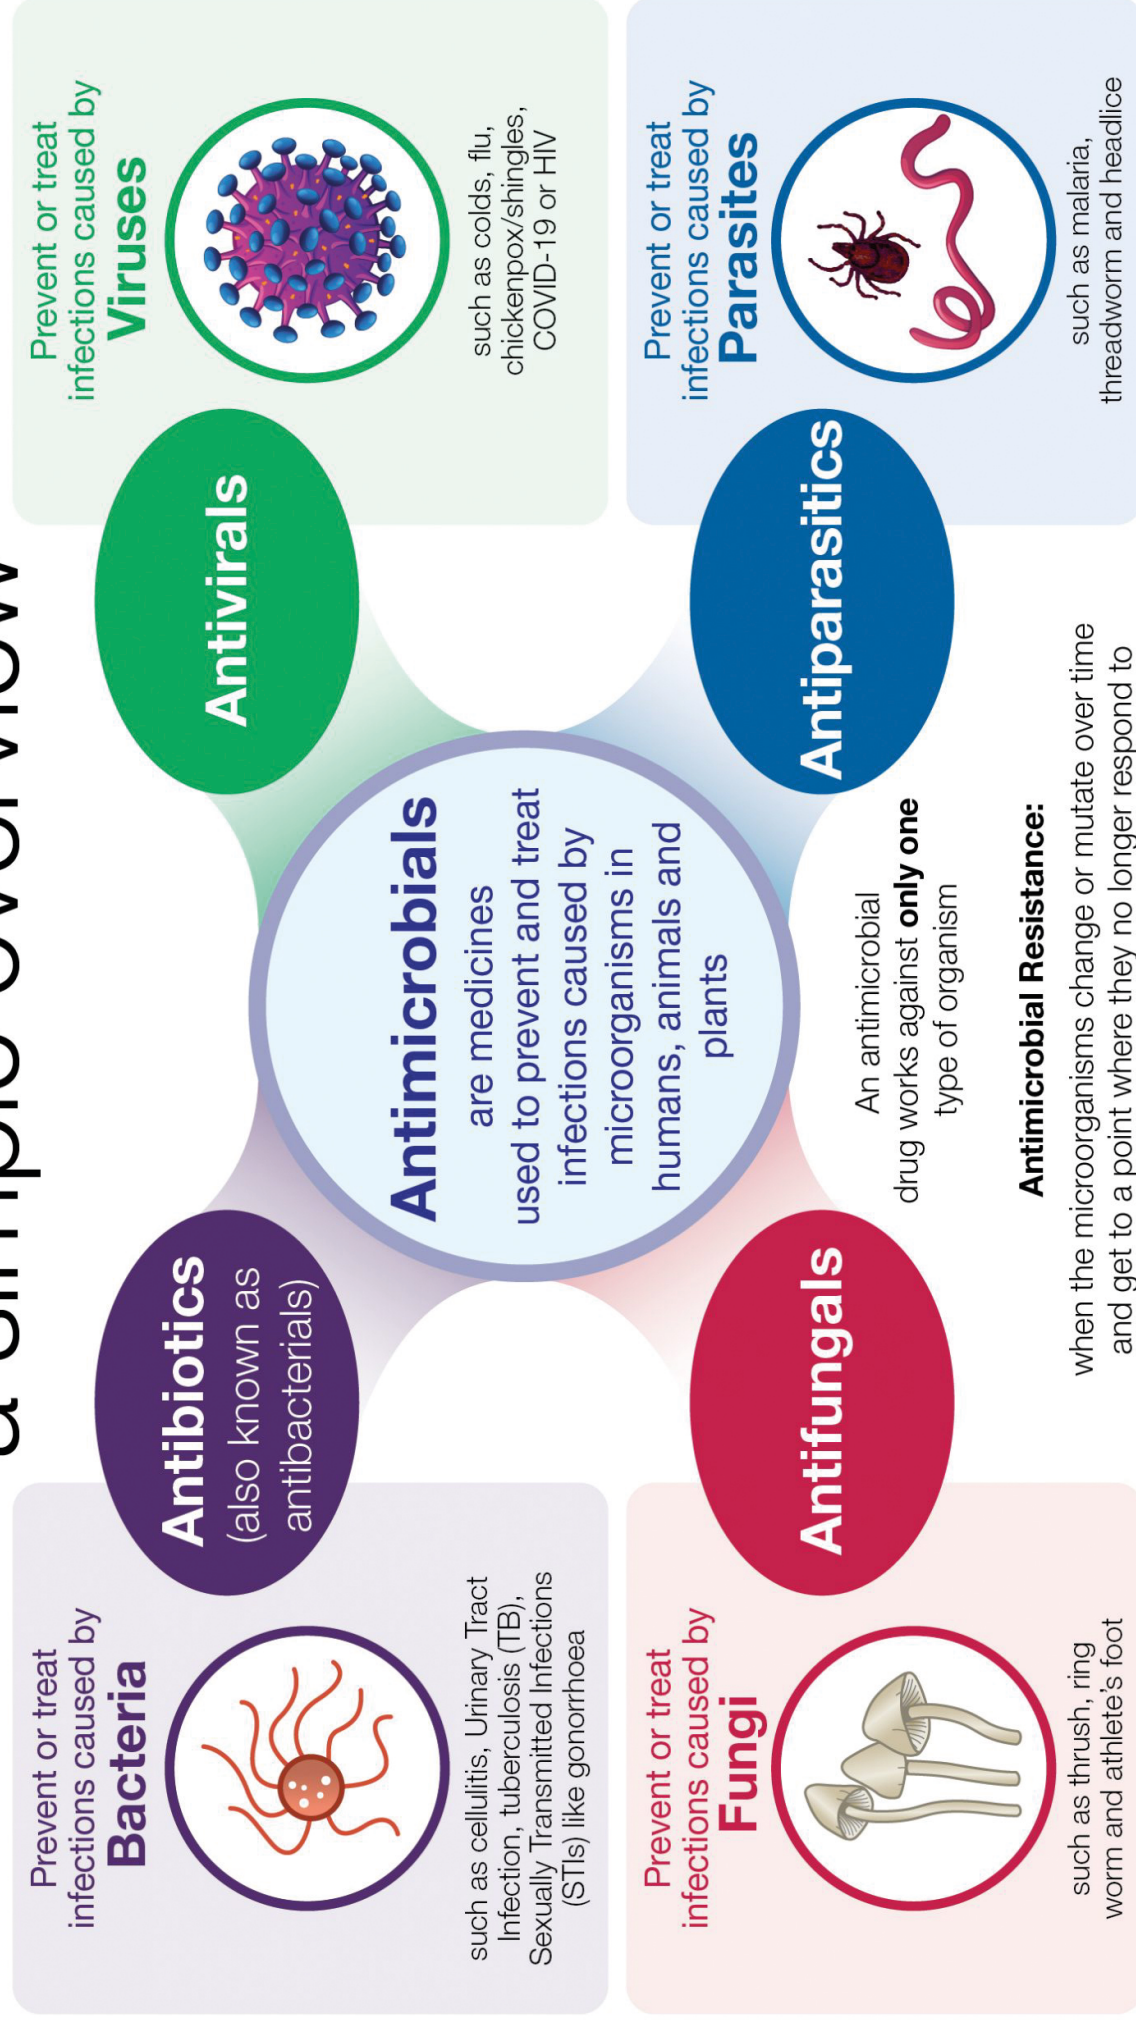 a simple overview
Prevent or treat
infections caused by
Bacteria
such as cellulitis, Urinary Tract
Infection, tuberculosis (TB),
Sexually Transmitted Infections
(STIs) like gonorrhoea
Antibiotics
(also known as
antibacterials)
Antivirals
Prevent or treat
infections caused by
Viruses
such as colds, flu,
chickenpox/shingles,
COVID-19 or HIV
Antimicrobials
are medicines
used to prevent and treat
infections caused by
microorganisms in
humans, animals and
plants
Prevent or treat
infections caused by
Fungi
such as thrush, ring
worm and athlete's foot
Antifungals
An antimicrobial
drug works against only one
type of organism
Antiparasitics
Prevent or treat
infections caused by
Parasites
such as malaria,
threadworm and headlice
Antimicrobial Resistance:
when the microorganisms change or mutate over time
and get to a point where they no longer respond to